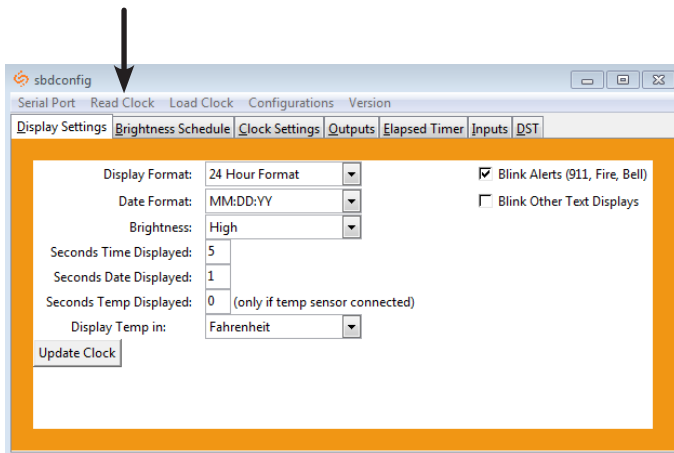 sbdconfig
Serial Port Read Clock Load Clock Configurations Version
Display Settings Brightness Schedule Clock Settings Outputs Elapsed Timer Inputs DST
Display Format: 24 Hour Format Blink Alerts (911, Fire, Bell)
Date Format: MM:DD:YY Blink Other Text Displays
Brightness: High
Seconds Time Displayed: 5
Seconds Date Displayed: 1
Seconds Temp Displayed: 0 (only if temp sensor connected)
Display Temp in: Fahrenheit
Update Clock